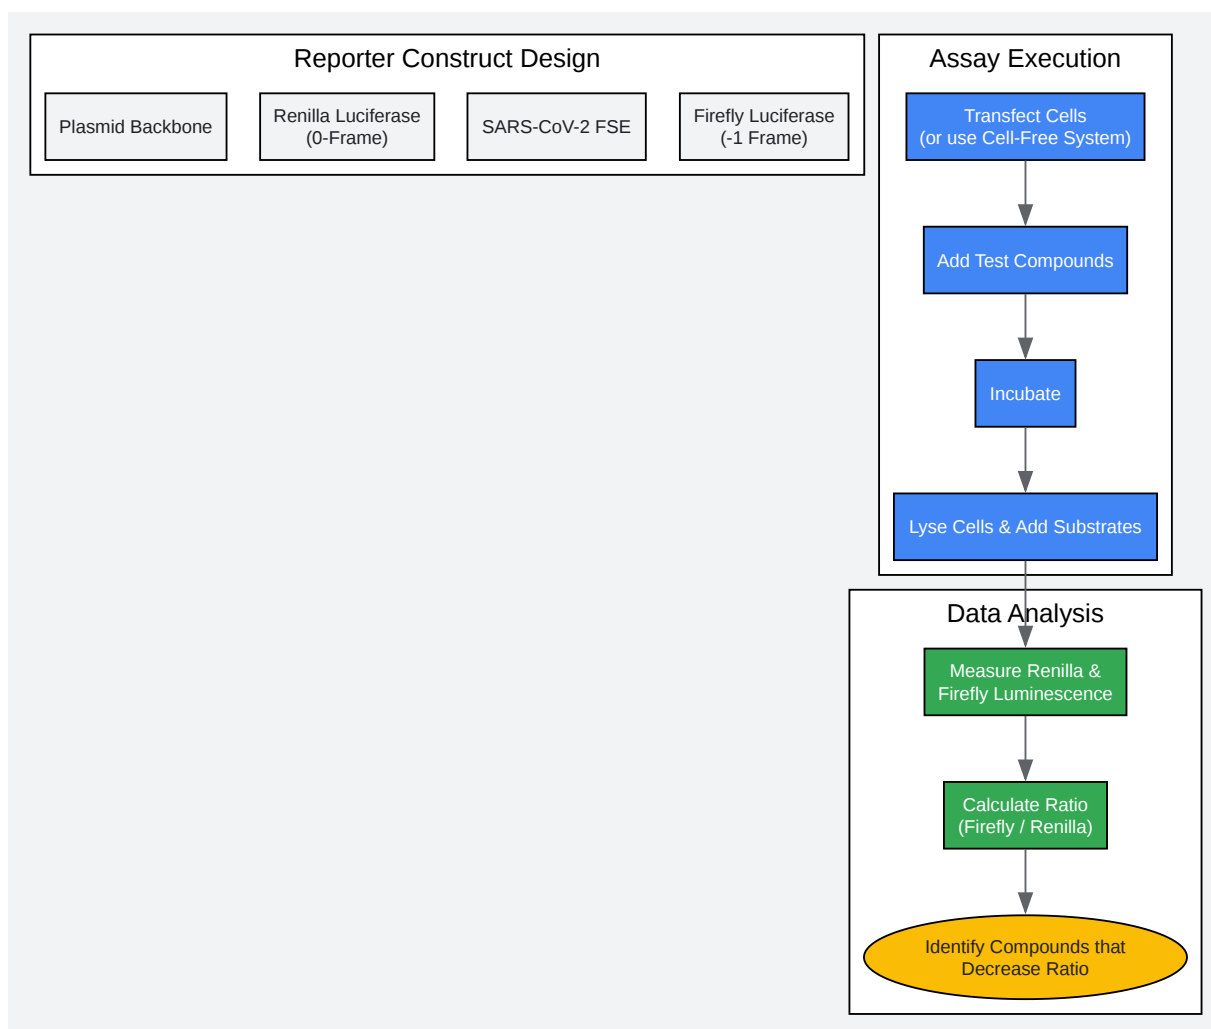 Reporter Construct Design
Plasmid Backbone
Renilla Luciferase
(0-Frame)
SARS-CoV-2 FSE
Firefly Luciferase
(-1 Frame)
Assay Execution
Transfect Cells
(or use Cell-Free System)
Add Test Compounds
Incubate
Lyse Cells & Add Substrates
Data Analysis
Measure Renilla &
Firefly Luminescence
Calculate Ratio
(Firefly / Renilla)
Identify Compounds that
Decrease Ratio